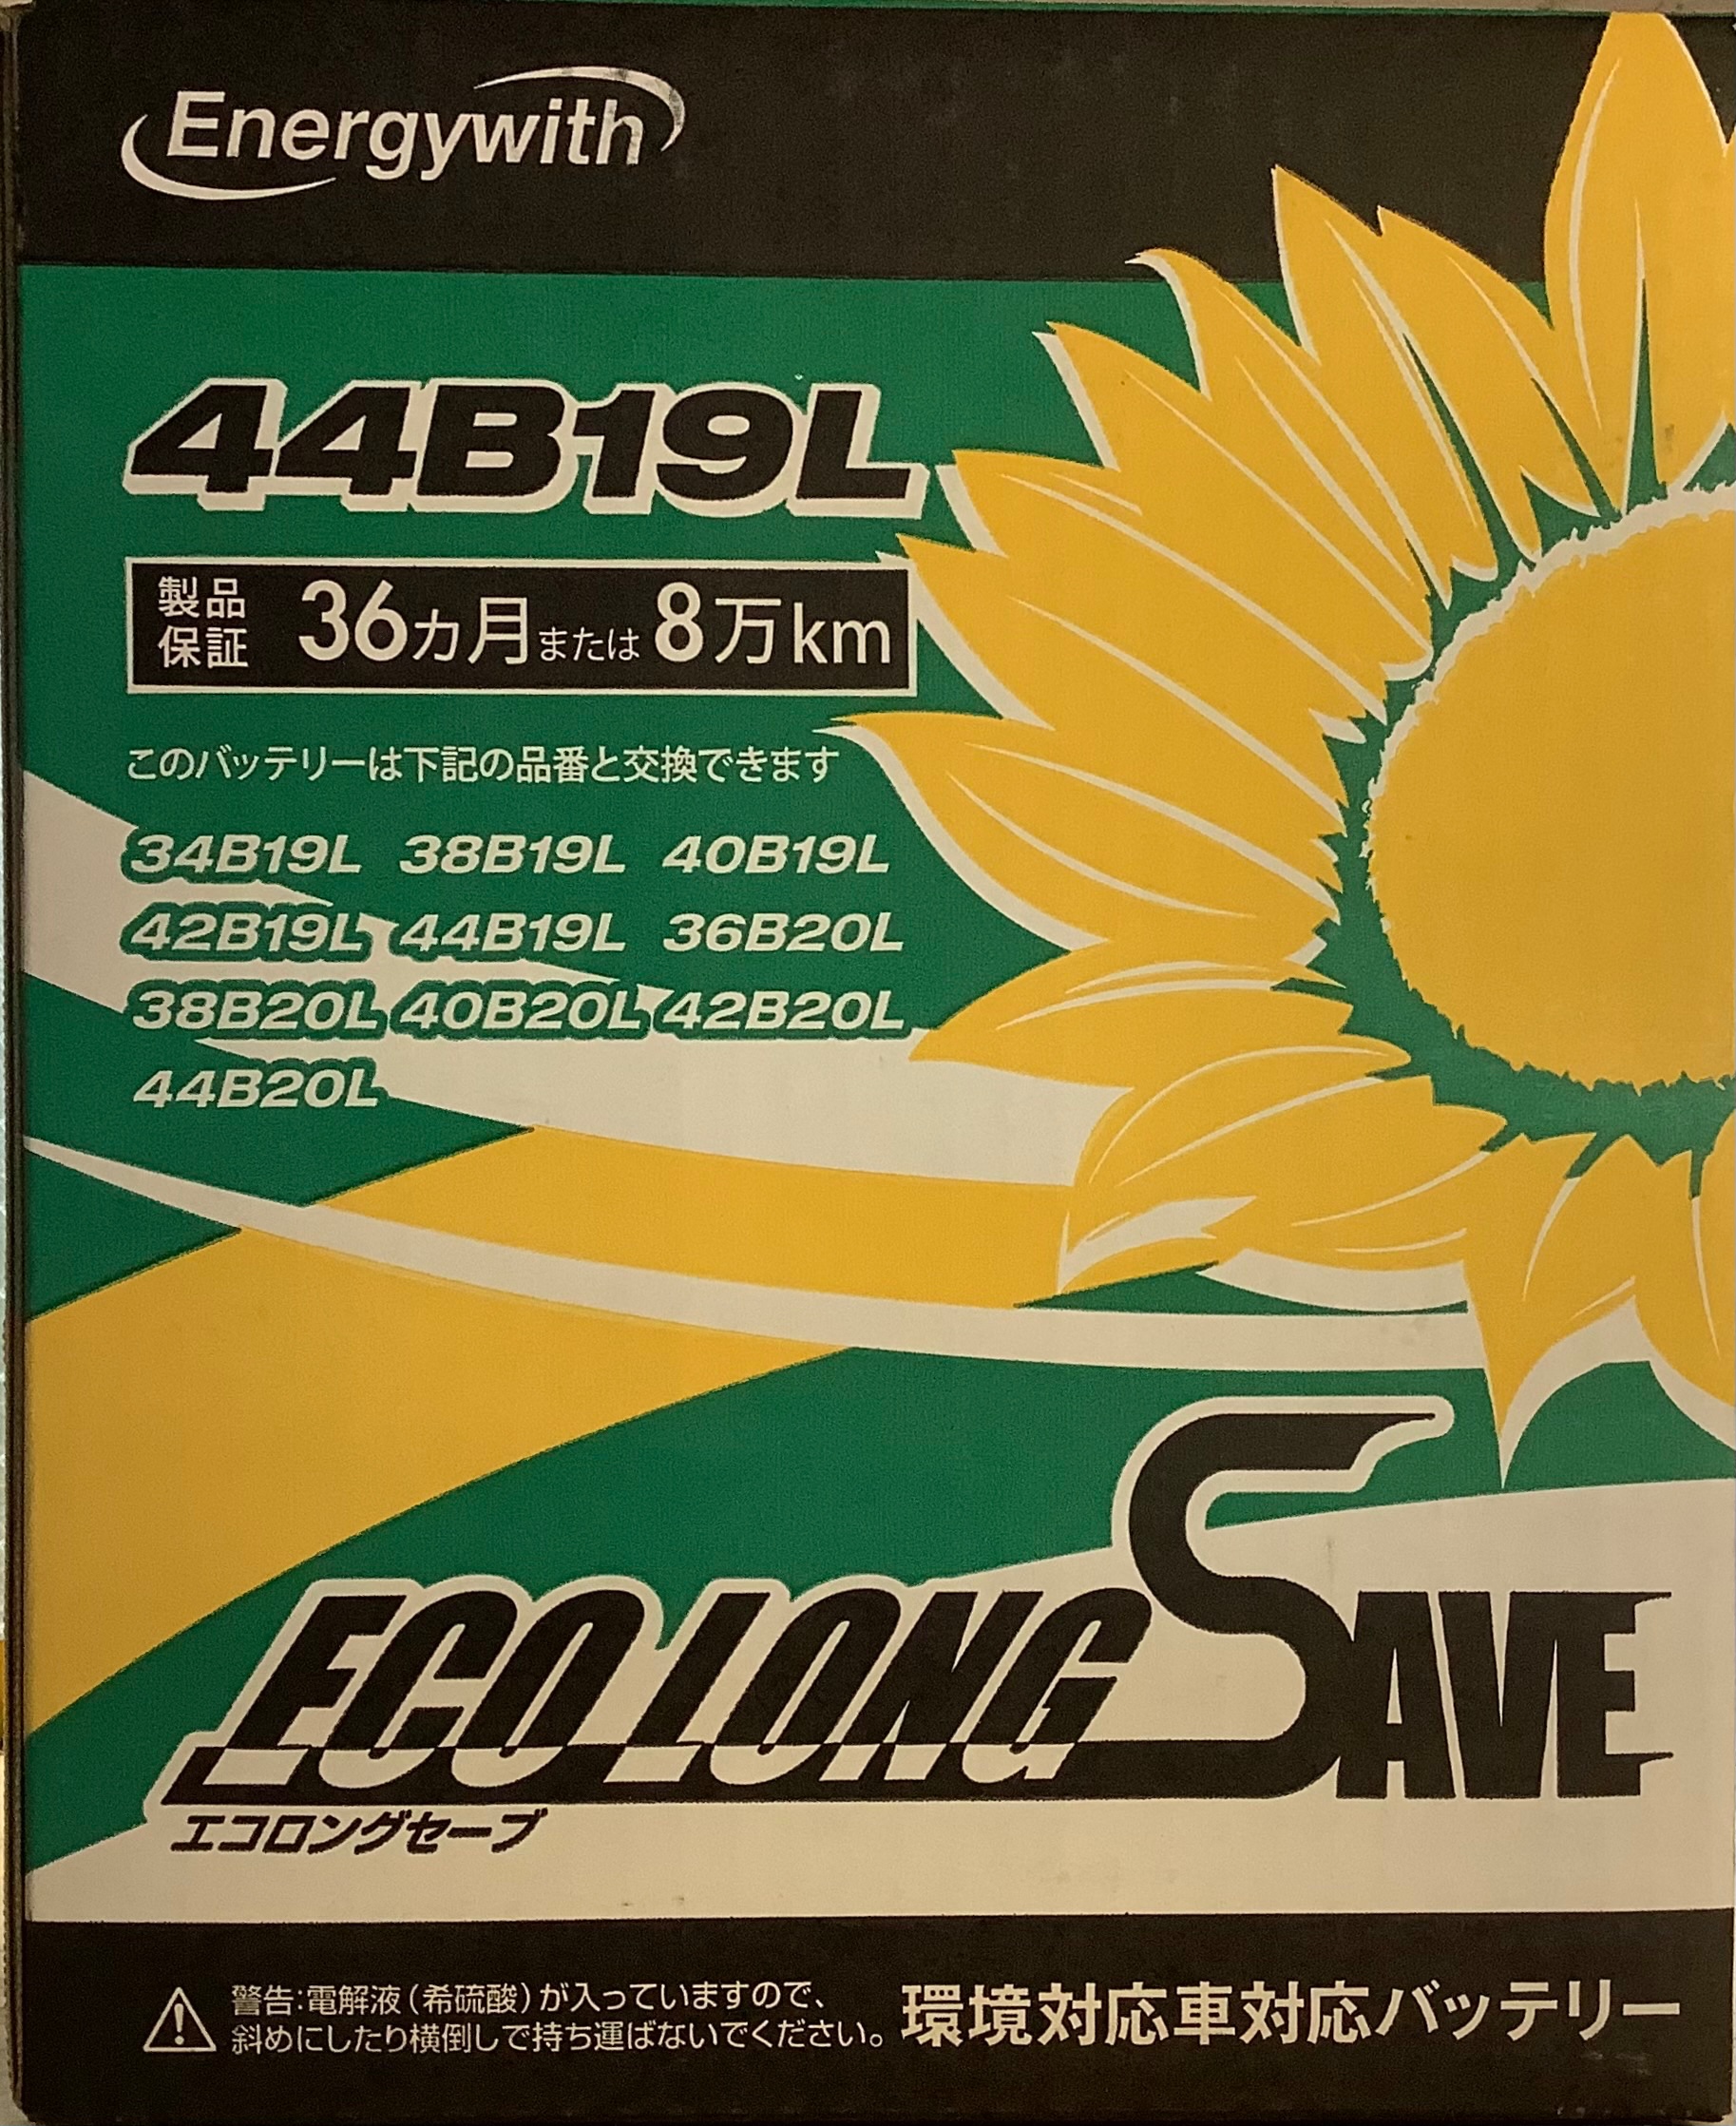 Energywith
44B19L
製品保証 36カ月または8万km
このバッテリーは下記の品番と交換できます
34B19L 38B19L 40B19L
42B19L 44B19L 36B20L
38B20L 40B20L 42B20L
44B20L
ECO LONG SAVE
エコロングセーブ
警告:電解液(希硫酸)が入っていますので、
斜めにしたり横倒しで持ち運ばないでください。
環境対応車対応バッテリー